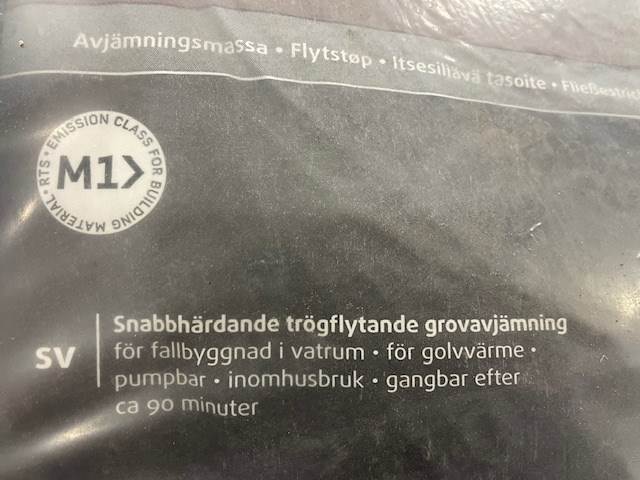 Avjämningsmassa • Flytstøp • Itsesiliävä tasoite • Fließestrich
RTS • EMISSION CLASS FOR BUILDING MATERIAL •
M1>
SV
Snabbhärdande trögflytande grovavjämning
för fallbyggnad i vatrum • för golvvärme •
pumpbar • inomhusbruk • gangbar efter
ca 90 minuter